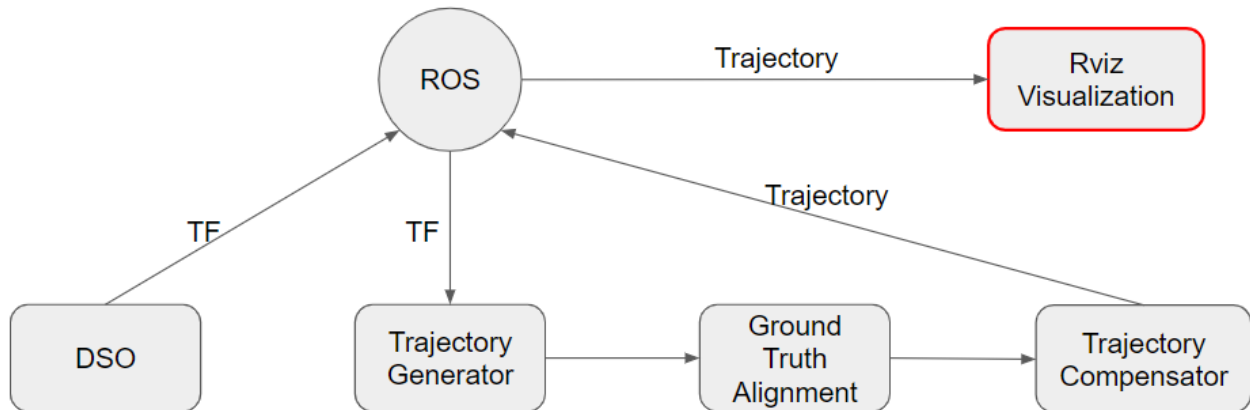 ROS
Trajectory
Rviz
Visualization
Trajectory
TF
TF
DSO
Trajectory
Generator
Ground
Truth
Alignment
Trajectory
Compensator